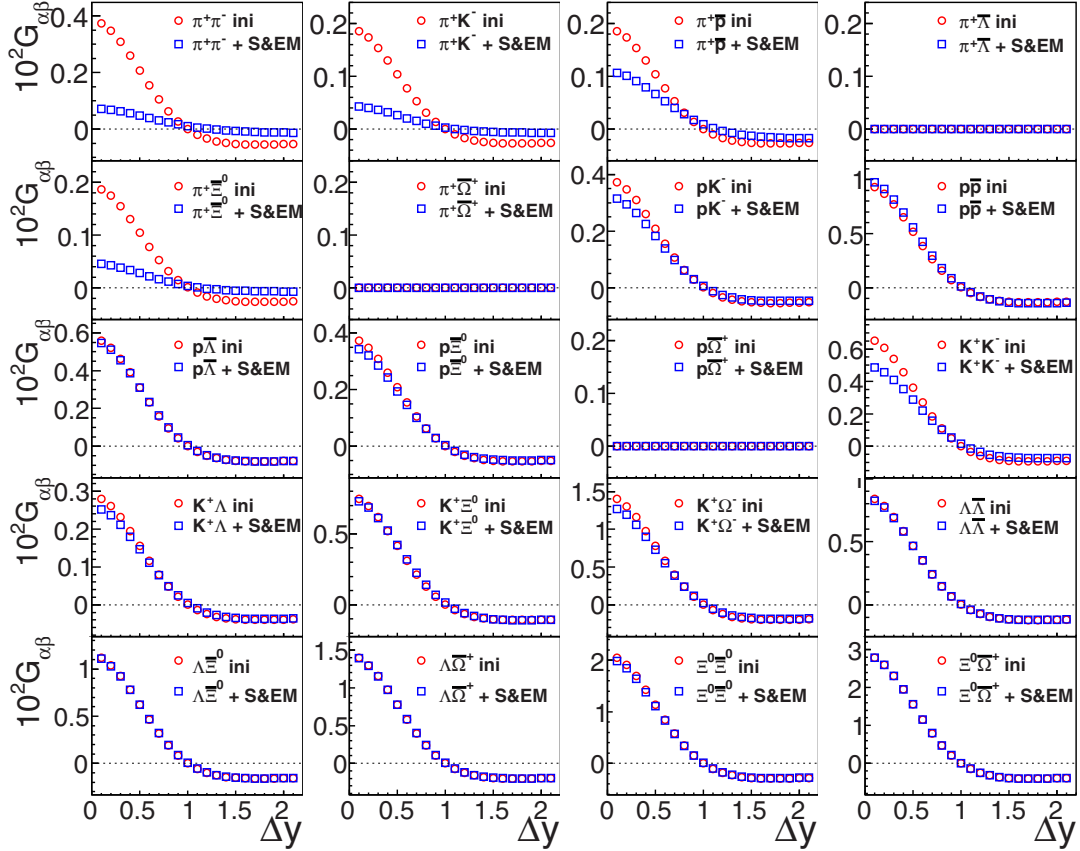 10²G_αβ
0.4
0.2
0
π⁺π⁻ ini
π⁺π⁻ + S&EM
0.2
0.1
0
π⁺K⁻ ini
π⁺K⁻ + S&EM
0.2
0.1
0
π⁺p̅ ini
π⁺p̅ + S&EM
0.2
0
π⁺Λ̅ ini
π⁺Λ̅ + S&EM
10²G_αβ
0.2
0.1
0
π⁺Ξ̅⁰ ini
π⁺Ξ̅⁰ + S&EM
0.2
0.1
0
π⁺Ω̅⁺ ini
π⁺Ω̅⁺ + S&EM
0.4
0.2
0
pK⁻ ini
pK⁻ + S&EM
1
0.5
0
pp̅ ini
pp̅ + S&EM
10²G_αβ
0.6
0.4
0.2
0
pΛ̅ ini
pΛ̅ + S&EM
0.4
0.2
0
pΞ̅⁰ ini
pΞ̅⁰ + S&EM
0.2
0.1
0
pΩ̅⁺ ini
pΩ̅⁺ + S&EM
0.6
0.4
0.2
0
K⁺K⁻ ini
K⁺K⁻ + S&EM
10²G_αβ
0.3
0.2
0.1
0
K⁺Λ ini
K⁺Λ + S&EM
0.5
0
K⁺Ξ⁰ ini
K⁺Ξ⁰ + S&EM
1.5
1
0.5
0
K⁺Ω⁻ ini
K⁺Ω⁻ + S&EM
0.5
0
ΛΛ̅ ini
ΛΛ̅ + S&EM
10²G_αβ
1
0.5
0
ΛΞ̅⁰ ini
ΛΞ̅⁰ + S&EM
1.5
1
0.5
0
ΛΩ̅⁺ ini
ΛΩ̅⁺ + S&EM
2
1
0
Ξ⁰Ξ̅⁰ ini
Ξ⁰Ξ̅⁰ + S&EM
3
2
1
0
Ξ⁰Ω̅⁺ ini
Ξ⁰Ω̅⁺ + S&EM
0 0.5 1 1.5 2
0 0.5 1 1.5 2
0 0.5 1 1.5 2
0 0.5 1 1.5 2
Δy
Δy
Δy
Δy